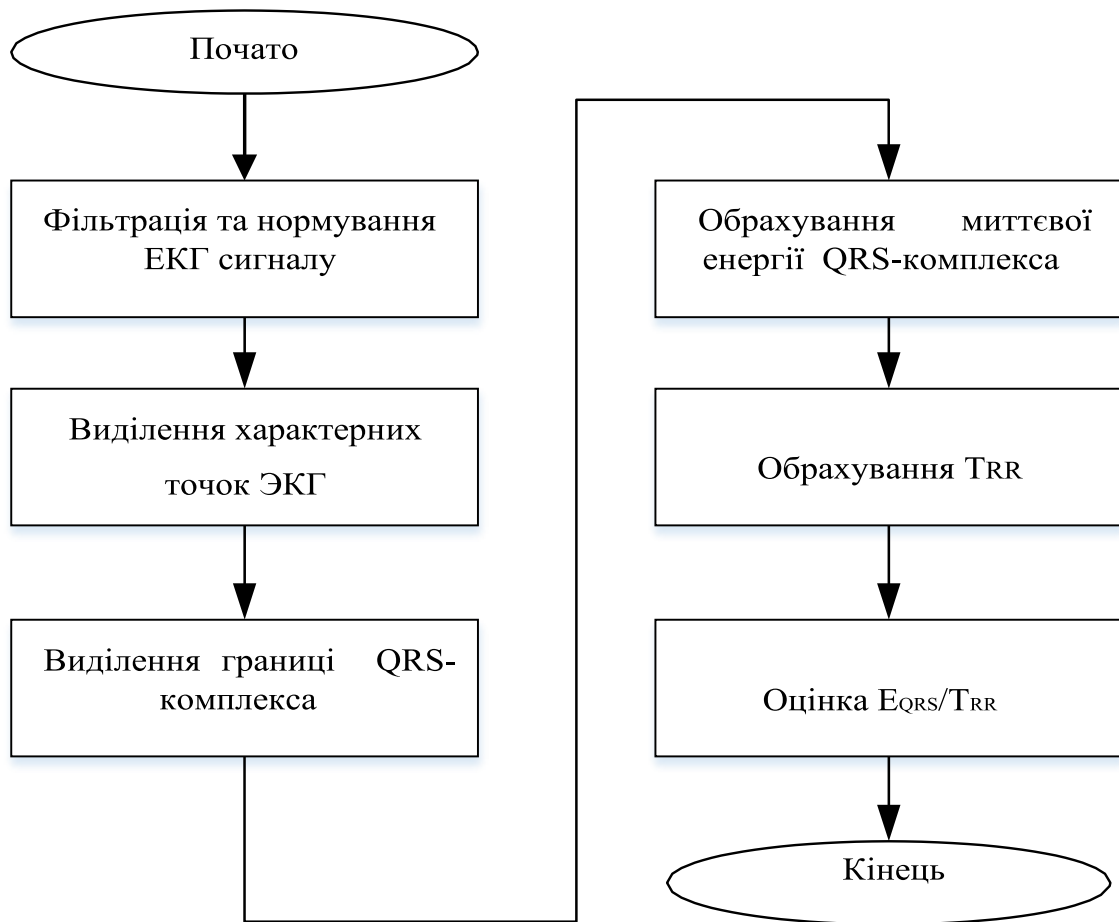 Почато
Фільтрація та нормування
ЕКГ сигналу
Виділення характерних
точок ЭКГ
Виділення границі QRS-
комплекса
Обрахування миттєвої
енергії QRS-комплекса
Обрахування TRR
Оцінка EQRS/TRR
Кінець